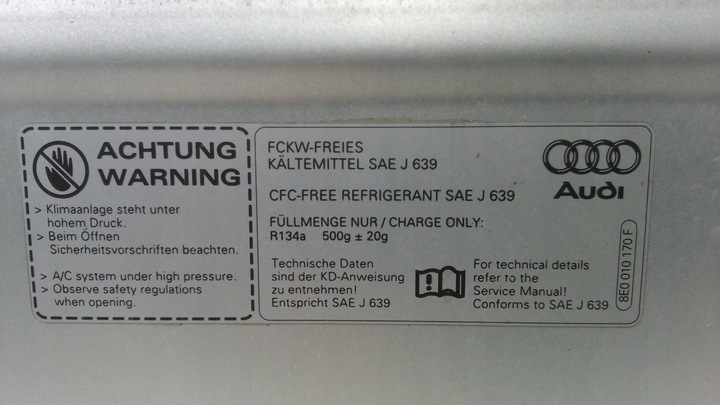 ACHTUNG
WARNING
> Klimaanlage steht unter
hohem Druck.
> Beim Öffnen
Sicherheitsvorschriften beachten.
> A/C system under high pressure.
> Observe safety regulations
when opening.
FCKW-FREIES
KÄLTEMITTEL SAE J 639
CFC-FREE REFRIGERANT SAE J 639
FÜLLMENGE NUR / CHARGE ONLY:
R134a 500g ± 20g
Technische Daten
sind der KD-Anweisung
zu entnehmen!
Entspricht SAE J 639
For technical details
refer to the
Service Manual!
Conforms to SAE J 639
Audi
8E0 010 170 F